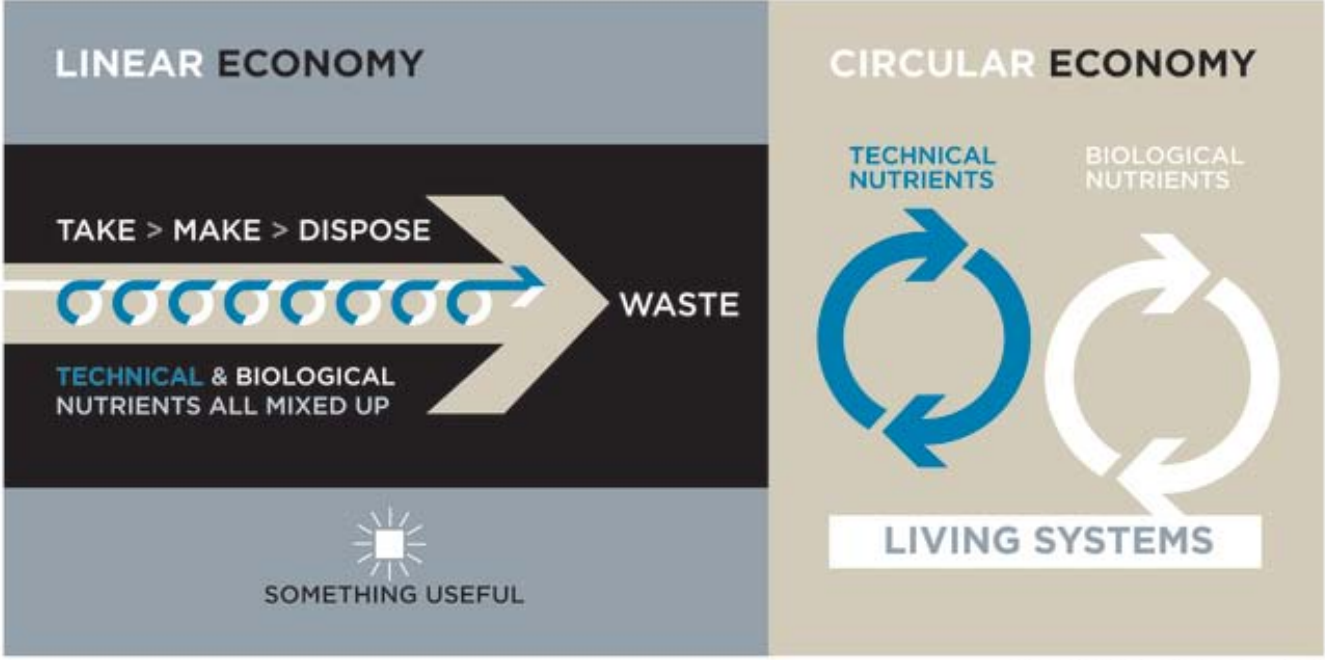 LINEAR ECONOMY
TAKE > MAKE > DISPOSE
WASTE
TECHNICAL & BIOLOGICAL
NUTRIENTS ALL MIXED UP
SOMETHING USEFUL
CIRCULAR ECONOMY
TECHNICAL
NUTRIENTS
BIOLOGICAL
NUTRIENTS
LIVING SYSTEMS